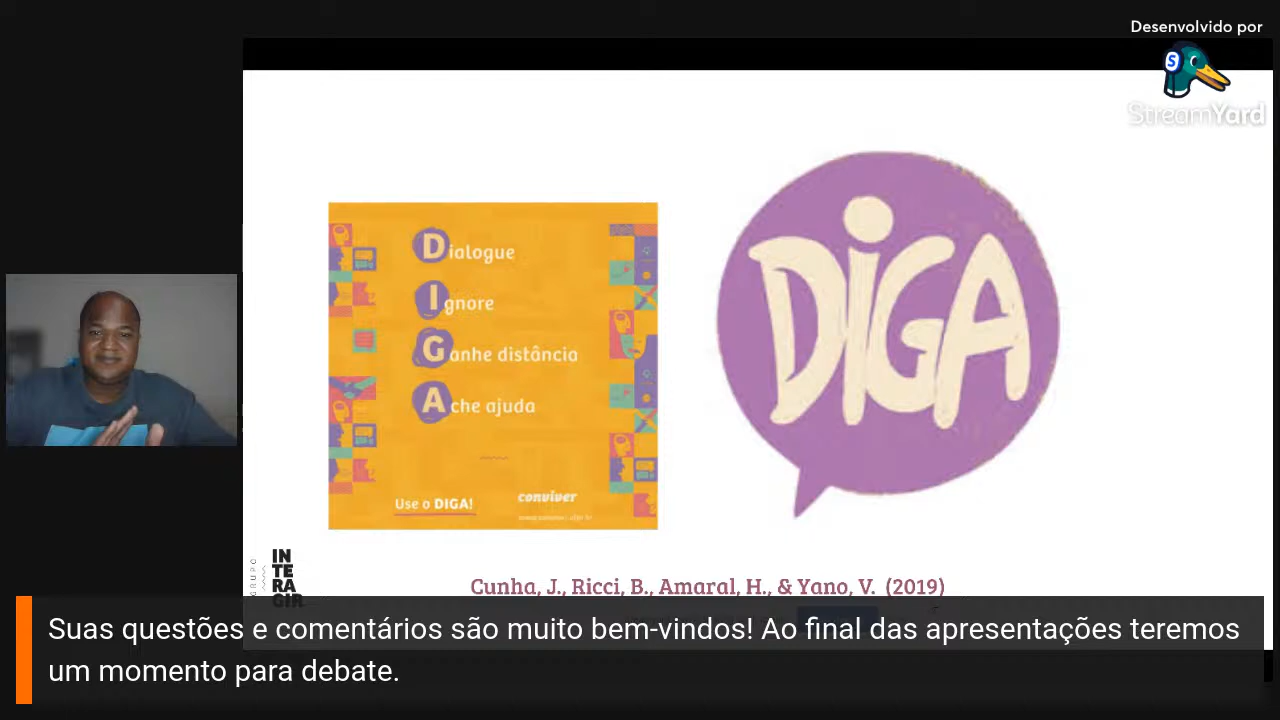 Desenvolvido por
StreamYard
Dialogue
Ignore
Ganhe distância
Ache ajuda
Use o DIGA!
conviver
DiGA
GRUPO
IN
TE
RA
GIR
Cunha, J., Ricci, B., Amaral, H., & Yano, V. (2019)
Suas questões e comentários são muito bem-vindos! Ao final das apresentações teremos
um momento para debate.